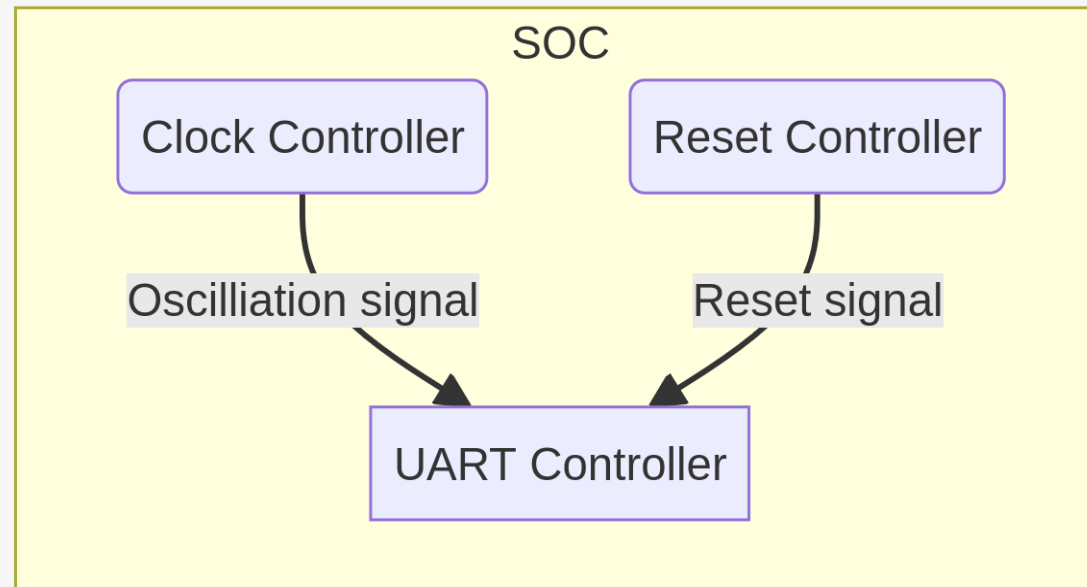 SOC
Clock Controller
Reset Controller
Oscilliation signal
Reset signal
UART Controller